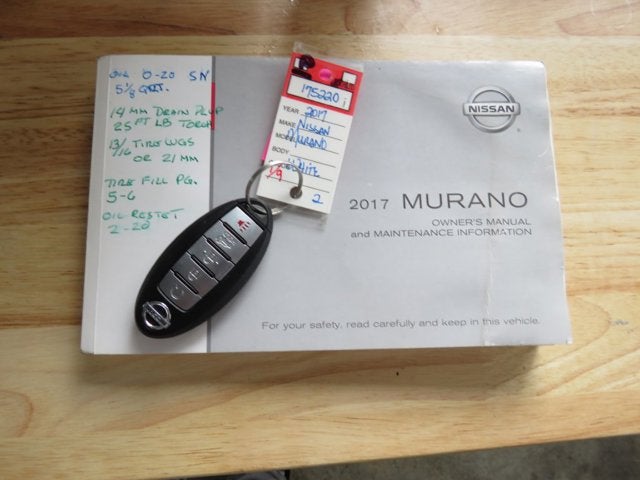 OIL 0-20 SN
5 1/8 QRT.
14 MM DRAIN PLUG
25 FT LB TORQ
13/16 TIRE LUGS
OR 21 MM
TIRE FILL PG.
5-6
OIL RESTET
2-20
175220 i
YEAR 2017
MAKE NISSAN
MODEL MURANO
BODY
WHITE
2
NISSAN
2017 MURANO
OWNER'S MANUAL
and MAINTENANCE INFORMATION
For your safety, read carefully and keep in this vehicle.